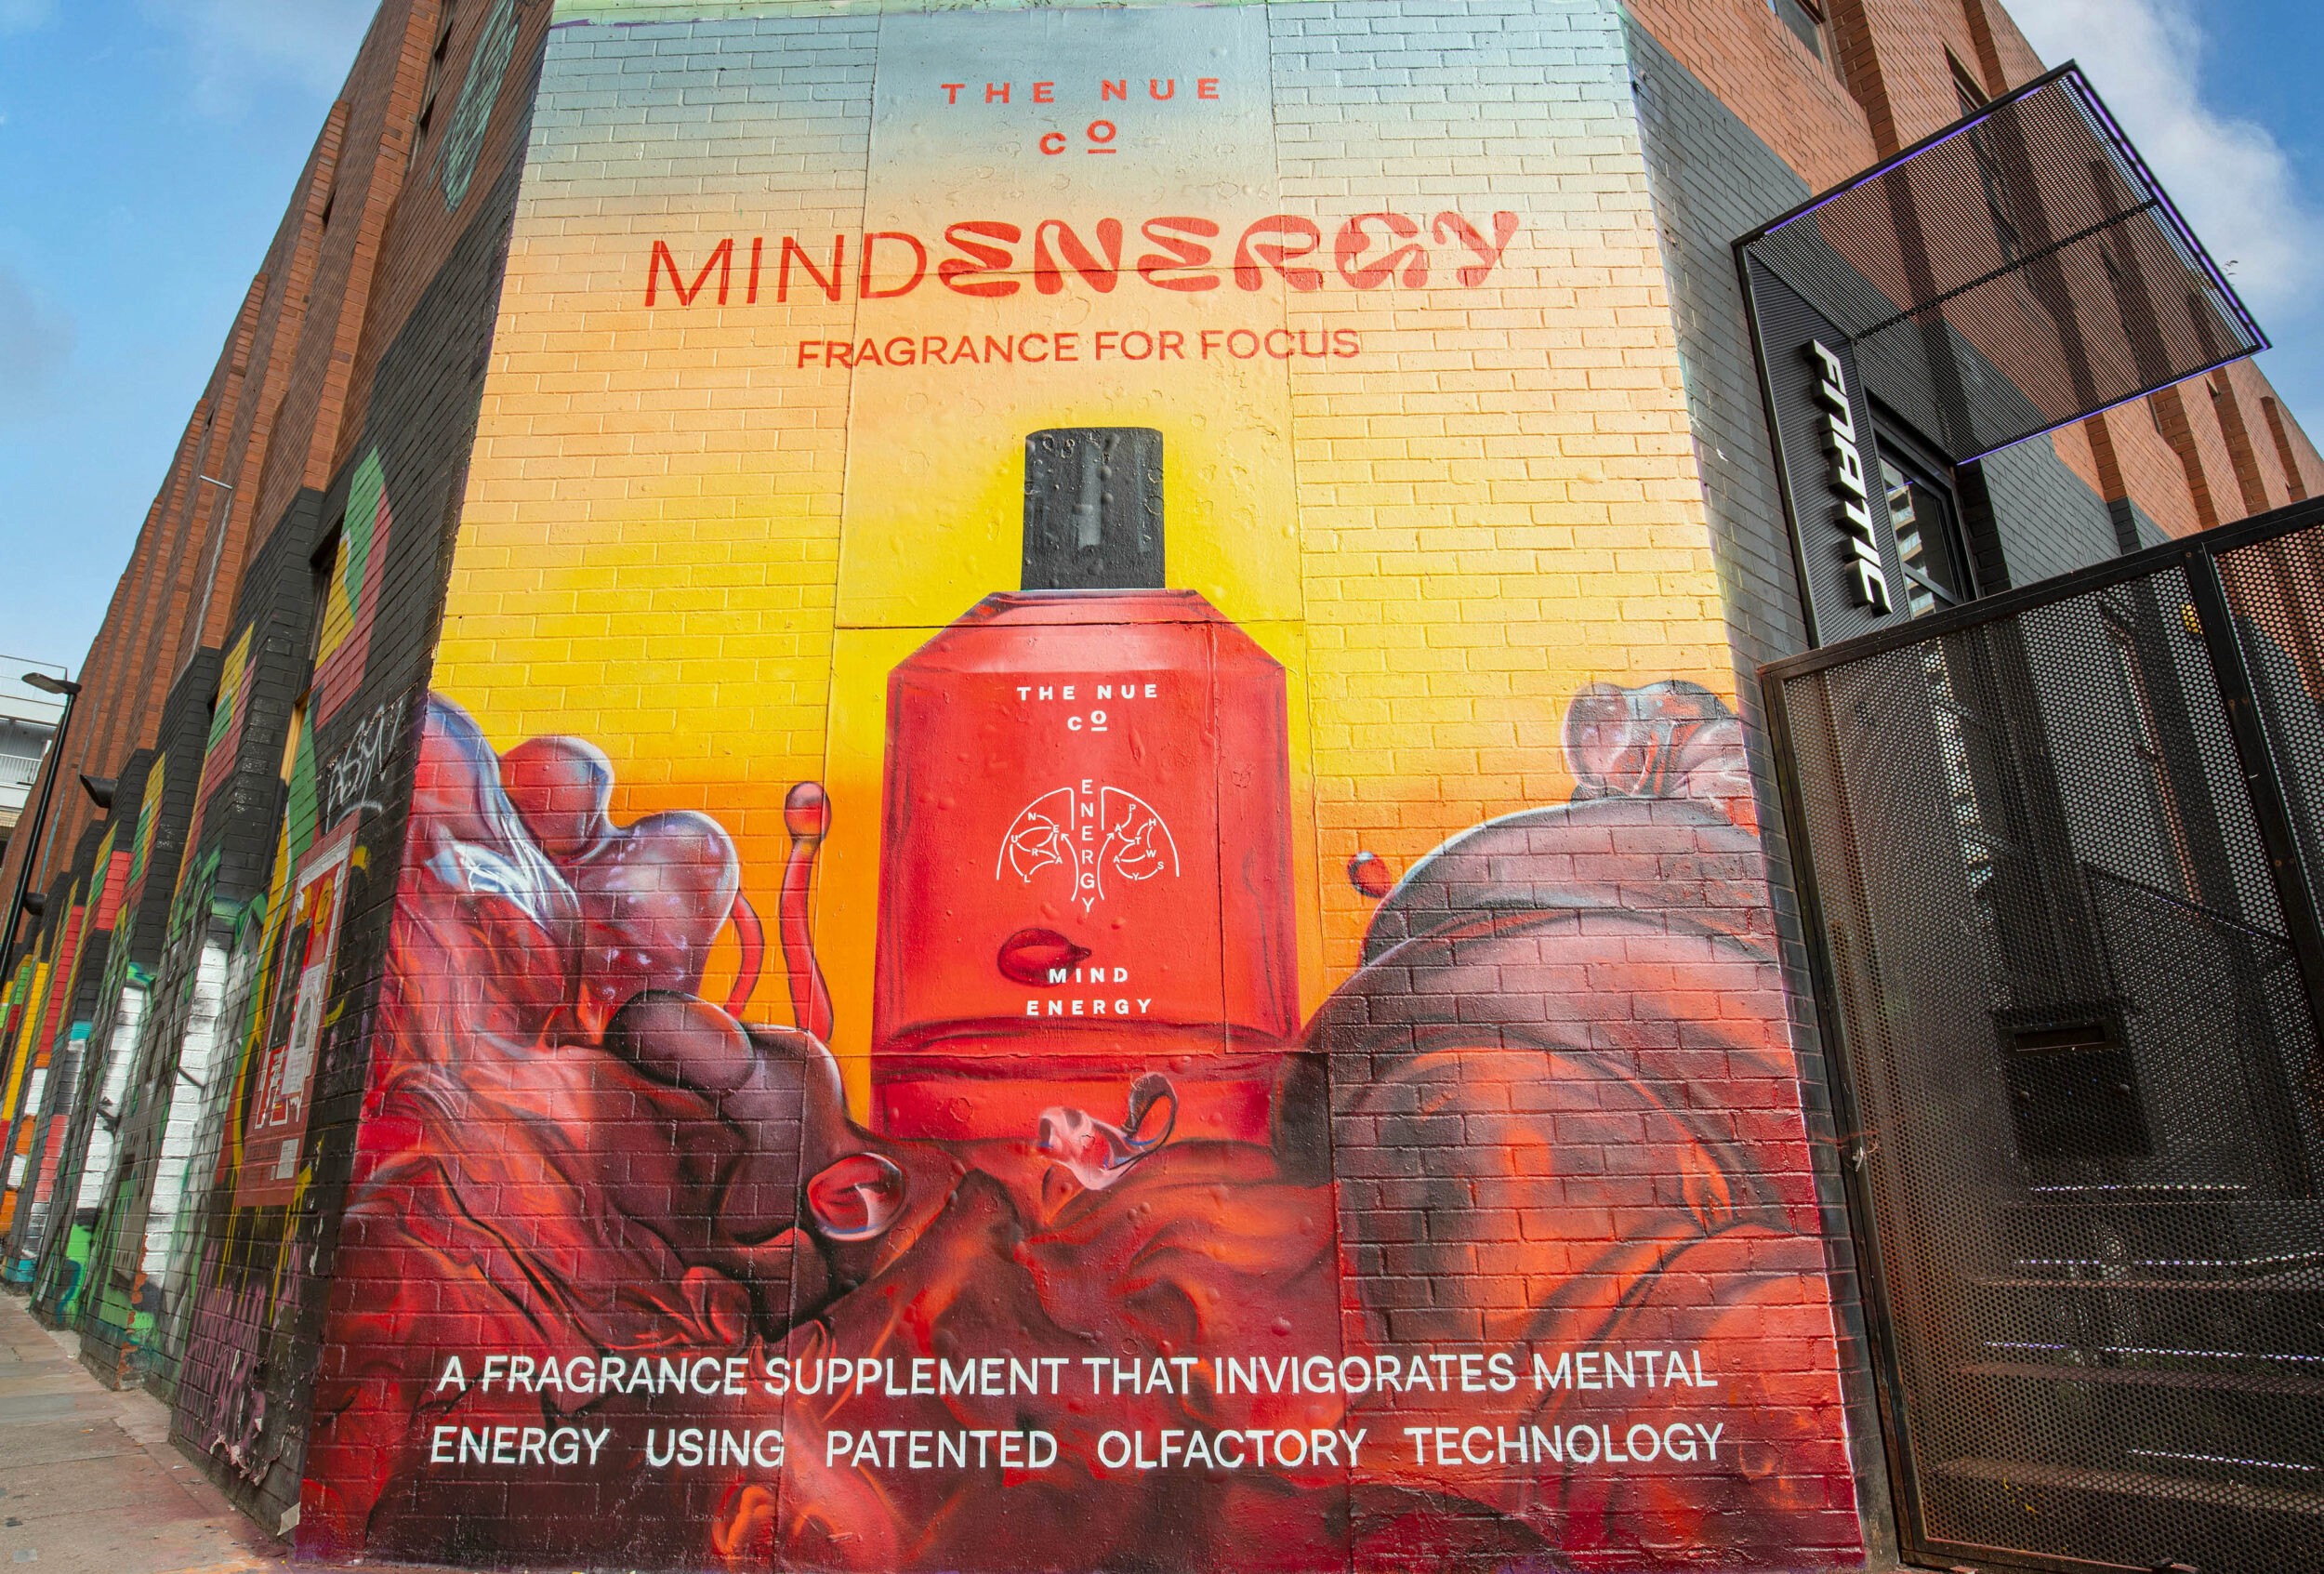 THE NUE
CO
MINDENERGY
FRAGRANCE FOR FOCUS
FNATIC
THE NUE
CO
ENERGY
NEURAL
PATHWAYS
MIND
ENERGY
A FRAGRANCE SUPPLEMENT THAT INVIGORATES MENTAL
ENERGY USING PATENTED OLFACTORY TECHNOLOGY